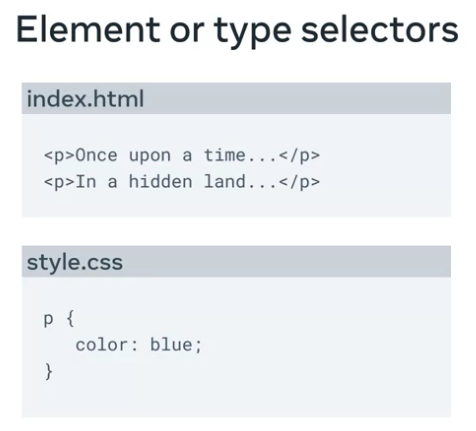 Element or type selectors
index.html
<p>Once upon a time...</p>
<p>In a hidden land...</p>
style.css
p {
color: blue;
}